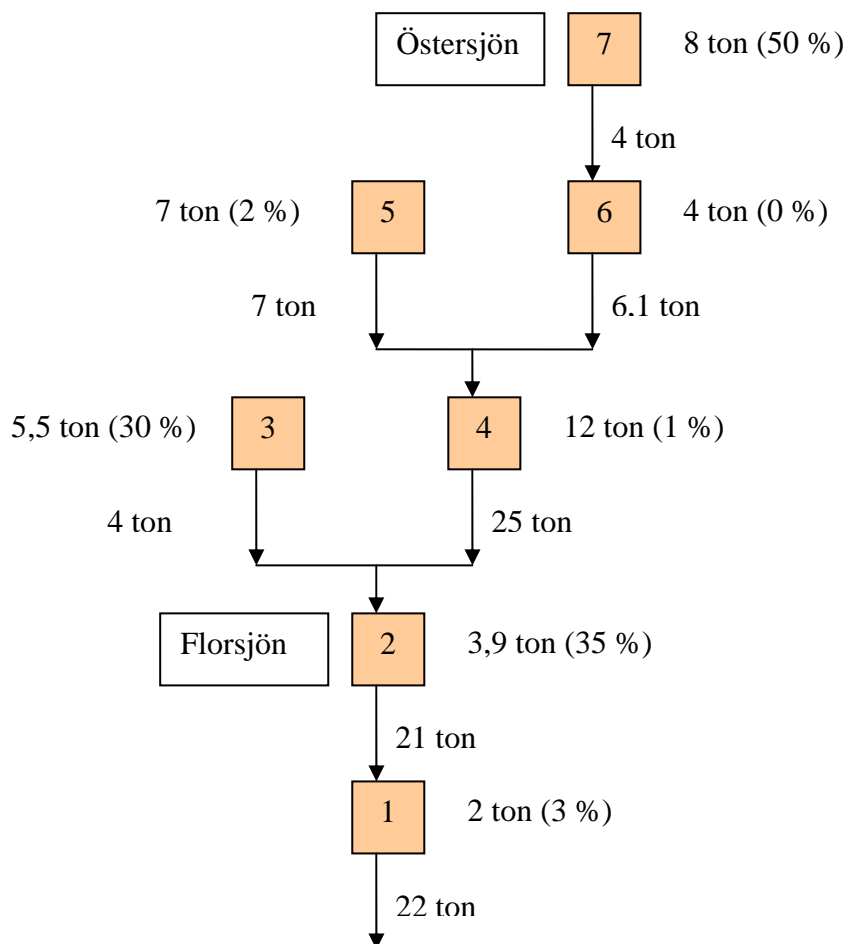 Östersjön 7 8 ton (50 %)
4 ton
7 ton (2 %) 5 6 4 ton (0 %)
7 ton 6,1 ton
5,5 ton (30 %) 3 4 12 ton (1 %)
4 ton 25 ton
Florsjön 2 3,9 ton (35 %)
21 ton
1 2 ton (3 %)
22 ton